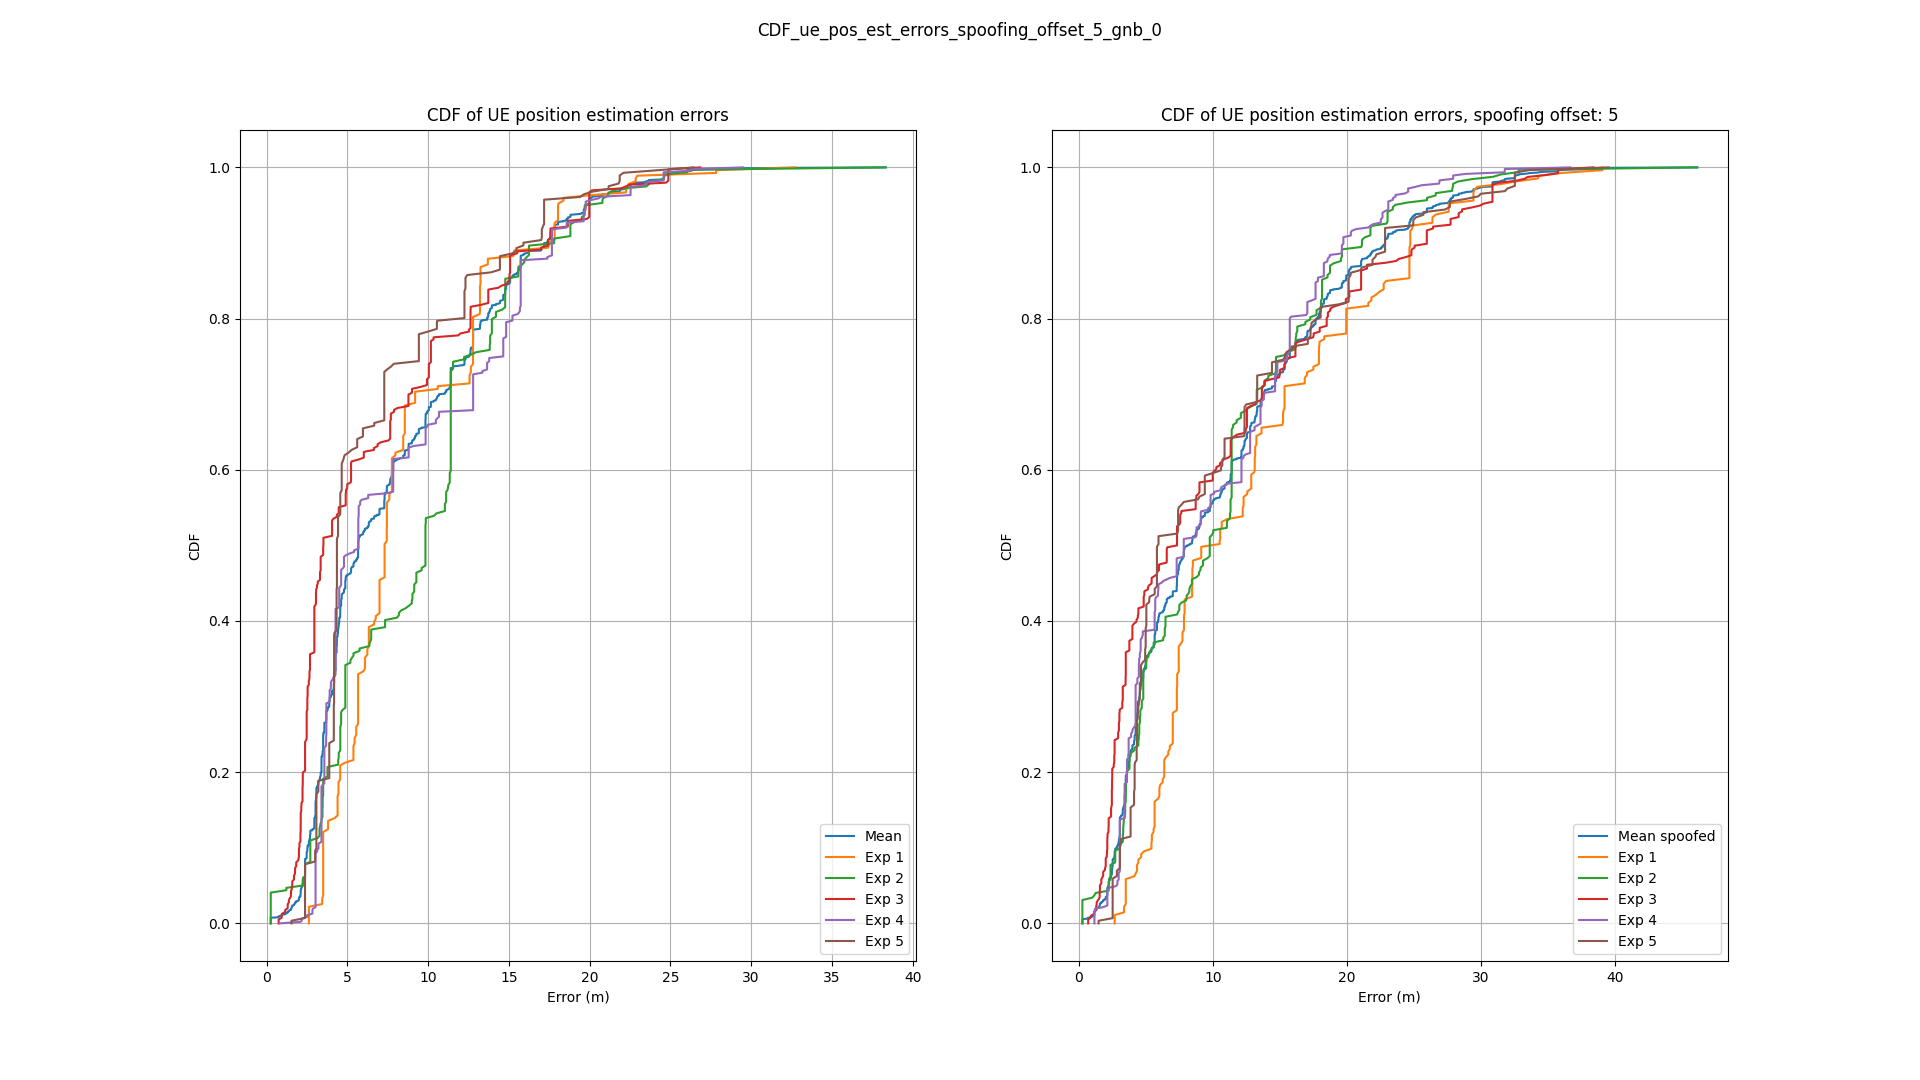 CDF_ue_pos_est_errors_spoofing_offset_5_gnb_0
CDF of UE position estimation errors
1.0
0.8
0.6
0.4
0.2
0.0
CDF
0 5 10 15 20 25 30 35 40
Error (m)
Mean
Exp 1
Exp 2
Exp 3
Exp 4
Exp 5
CDF of UE position estimation errors, spoofing offset: 5
1.0
0.8
0.6
0.4
0.2
0.0
CDF
0 10 20 30 40
Error (m)
Mean spoofed
Exp 1
Exp 2
Exp 3
Exp 4
Exp 5